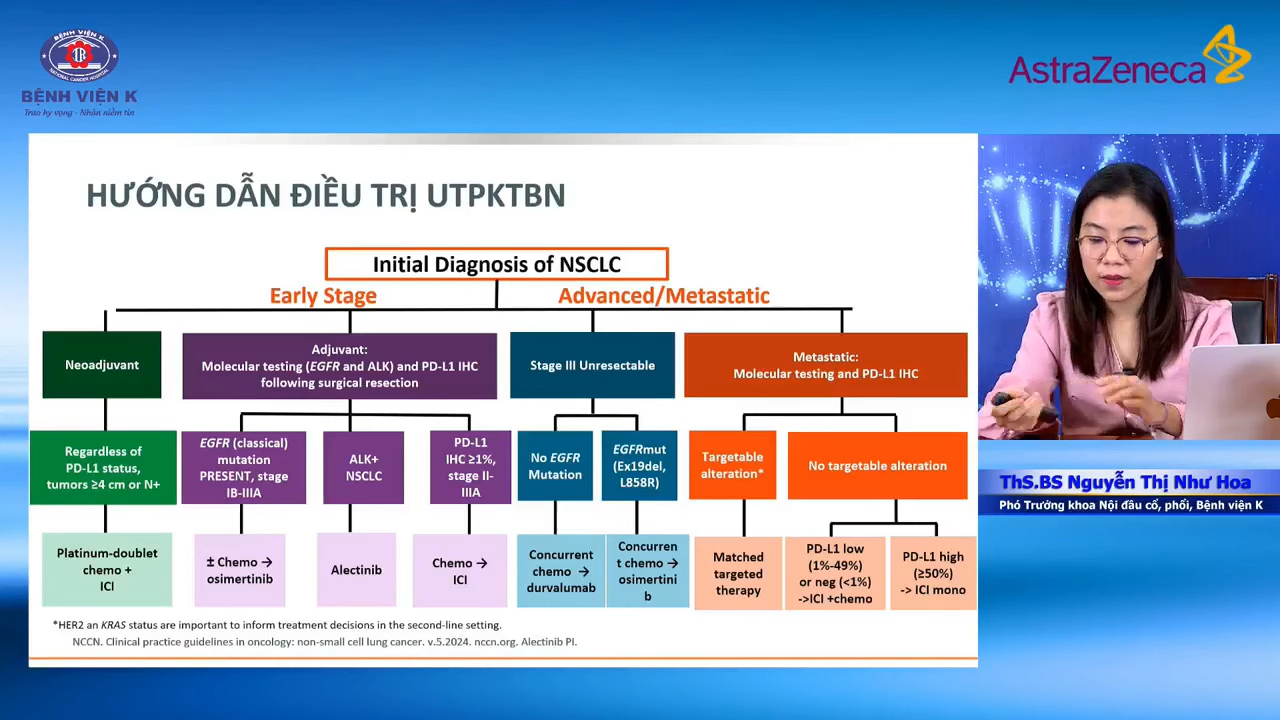 BỆNH VIỆN K
NATIONAL CANCER HOSPITAL
BỆNH VIỆN K
Trao hy vọng - Nhận niềm tin
AstraZeneca
HƯỚNG DẪN ĐIỀU TRỊ UTPKTBN
Initial Diagnosis of NSCLC
Early Stage
Advanced/Metastatic
Neoadjuvant
Adjuvant:
Molecular testing (EGFR and ALK) and PD-L1 IHC
following surgical resection
Stage III Unresectable
Metastatic:
Molecular testing and PD-L1 IHC
Regardless of
PD-L1 status,
tumors ≥4 cm or N+
EGFR (classical)
mutation
PRESENT, stage
IB-IIIA
ALK+
NSCLC
PD-L1
IHC ≥1%,
stage II-
IIIA
No EGFR
Mutation
EGFRmut
(Ex19del,
L858R)
Targetable
alteration*
No targetable alteration
Platinum-doublet
chemo +
ICI
± Chemo →
osimertinib
Alectinib
Chemo →
ICI
Concurrent
chemo →
durvalumab
Concurren
t chemo →
osimertini
b
Matched
targeted
therapy
PD-L1 low
(1%-49%)
or neg (<1%)
->ICI +chemo
PD-L1 high
(≥50%)
-> ICI mono
*HER2 an KRAS status are important to inform treatment decisions in the second-line setting.
NCCN. Clinical practice guidelines in oncology: non-small cell lung cancer. v.5.2024. nccn.org. Alectinib PI.
ThS.BS Nguyễn Thị Như Hoa
Phó Trưởng khoa Nội đầu cổ, phổi, Bệnh viện K